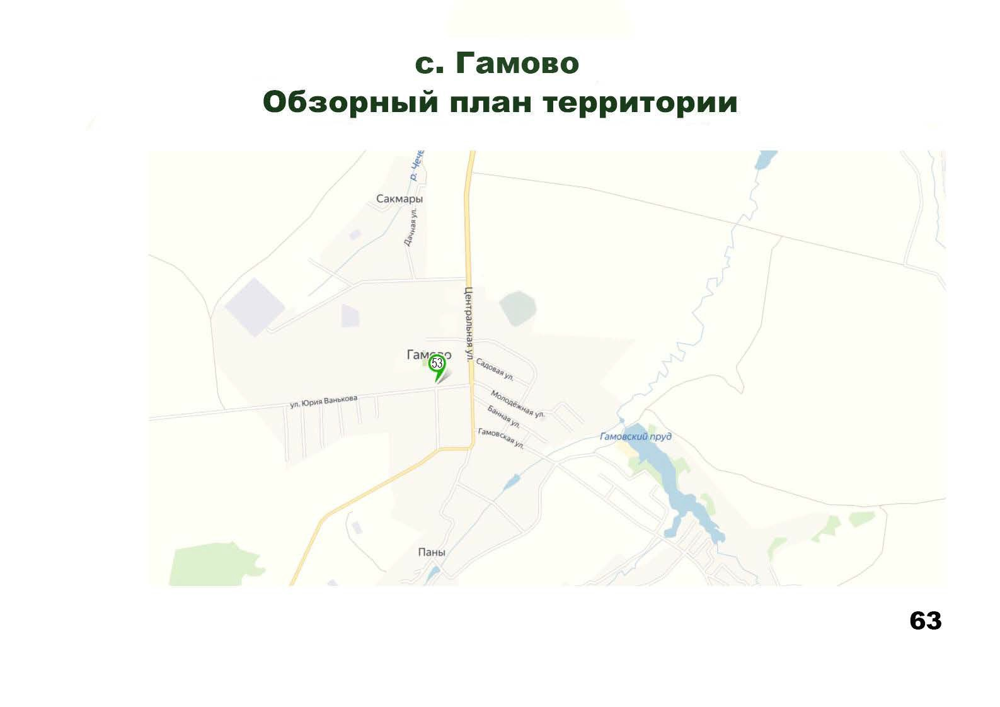 с. Гамово
Обзорный план территории
р. Чече
Сакмары
Дачная ул.
Центральная ул.
Гамово
53
Садовая ул.
ул. Юрия Ванькова
Молодёжная ул.
Банная ул.
Гамовская ул.
Гамовский пруд
Паны
63